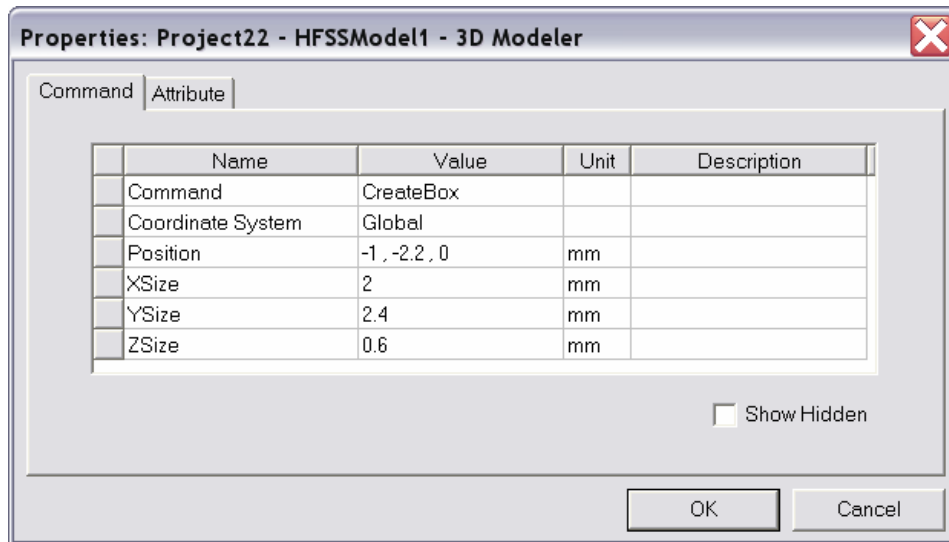 Properties: Project22 - HFSSModel1 - 3D Modeler
Command Attribute
Name Value Unit Description
Command CreateBox
Coordinate System Global
Position -1 , -2.2 , 0 mm
XSize 2 mm
YSize 2.4 mm
ZSize 0.6 mm
Show Hidden
OK Cancel